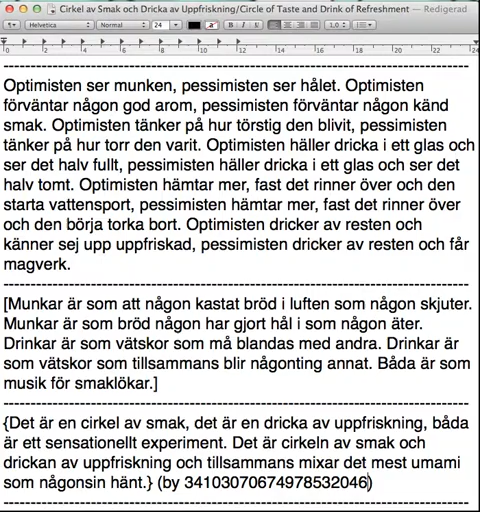 Cirkel av Smak och Dricka av Uppfriskning/Circle of Taste and Drink of Refreshment — Redigerad
Helvetica Normal 24 B I U 1,0
0 2 4 6 8 10 12 14 16 18 20 22 24
Optimisten ser munken, pessimisten ser hålet. Optimisten
förväntar någon god arom, pessimisten förväntar någon känd
smak. Optimisten tänker på hur törstig den blivit, pessimisten
tänker på hur torr den varit. Optimisten häller dricka i ett glas och
ser det halv fullt, pessimisten häller dricka i ett glas och ser det
halv tomt. Optimisten hämtar mer, fast det rinner över och den
starta vattensport, pessimisten hämtar mer, fast det rinner över
och den börja torka bort. Optimisten dricker av resten och
känner sej upp uppfriskad, pessimisten dricker av resten och får
magverk.
[Munkar är som att någon kastat bröd i luften som någon skjuter.
Munkar är som bröd någon har gjort hål i som någon äter.
Drinkar är som vätskor som må blandas med andra. Drinkar är
som vätskor som tillsammans blir någonting annat. Båda är som
musik för smaklökar.]
{Det är en cirkel av smak, det är en dricka av uppfriskning, båda
är ett sensationellt experiment. Det är cirkeln av smak och
drickan av uppfriskning och tillsammans mixar det mest umami
som någonsin hänt.} (by 34103070674978532046)